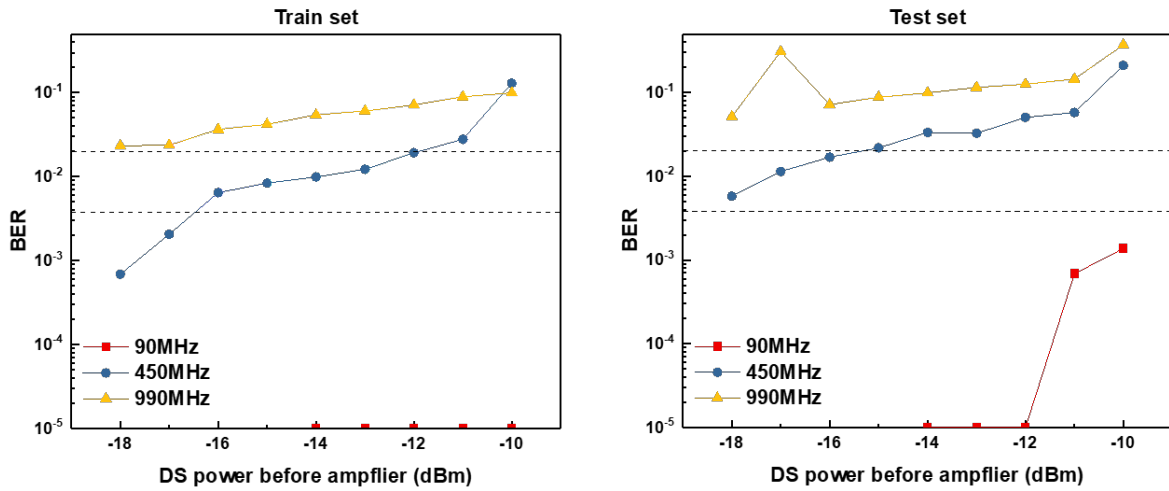 Train set
BER
10^-1
10^-2
10^-3
10^-4
10^-5
90MHz
450MHz
990MHz
-18 -16 -14 -12 -10
DS power before ampflier (dBm)
Test set
BER
10^-1
10^-2
10^-3
10^-4
10^-5
90MHz
450MHz
990MHz
-18 -16 -14 -12 -10
DS power before ampflier (dBm)